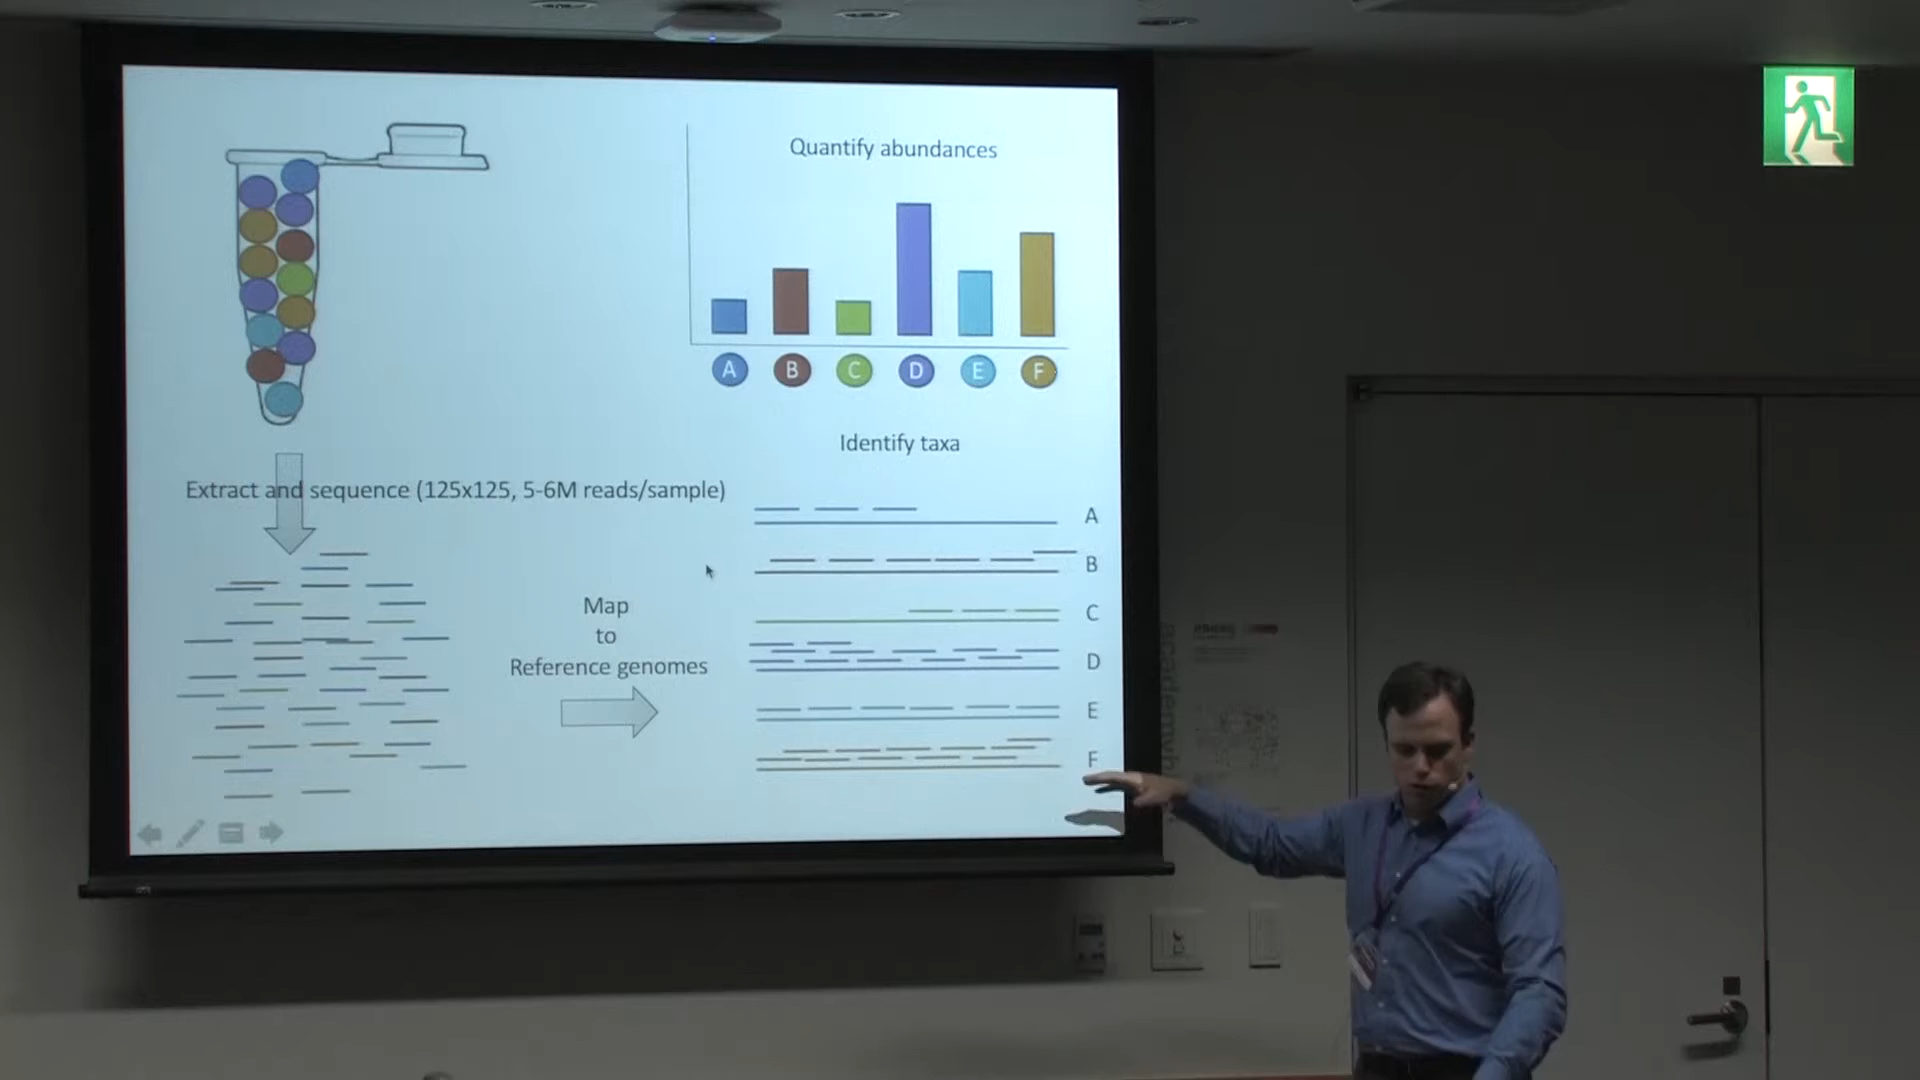 Quantify abundances
A B C D E F
Identify taxa
Extract and sequence (125x125, 5-6M reads/sample)
Map
to
Reference genomes
A
B
C
D
E
F